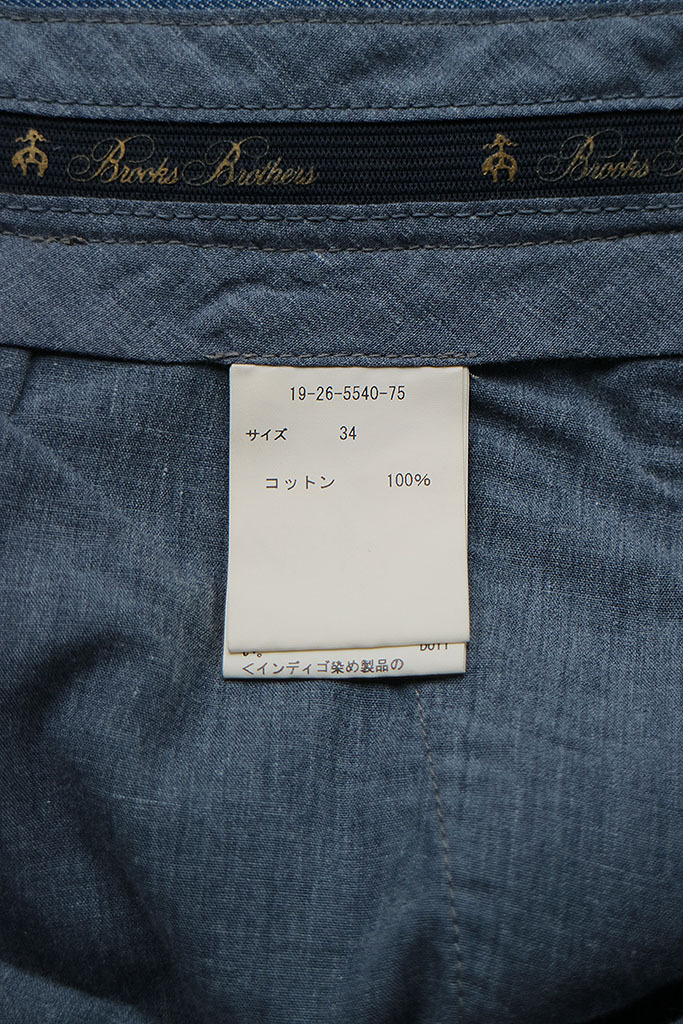 Brooks Brothers Brooks
19-26-5540-75
サイズ 34
コットン 100%
い。
<インディゴ染め製品の